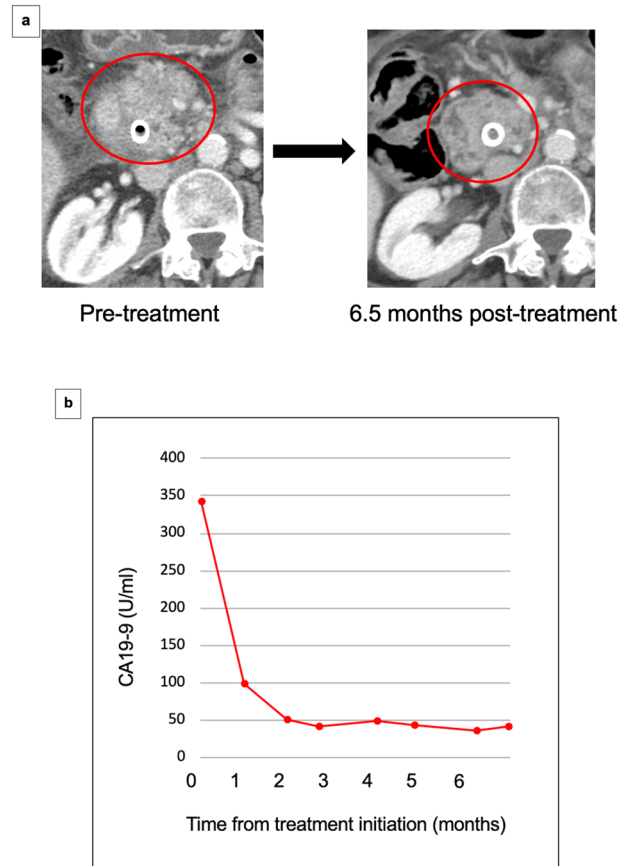 a
Pre-treatment
6.5 months post-treatment
b
400
350
300
250
200
150
100
50
0
CA19-9 (U/ml)
0 1 2 3 4 5 6
Time from treatment initiation (months)